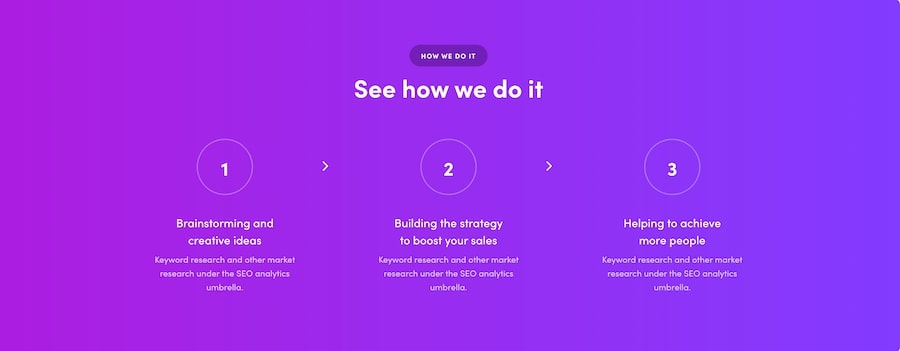 HOW WE DO IT
See how we do it
1
2
3
Brainstorming and
creative ideas
Keyword research and other market
research under the SEO analytics
umbrella.
Building the strategy
to boost your sales
Keyword research and other market
research under the SEO analytics
umbrella.
Helping to achieve
more people
Keyword research and other market
research under the SEO analytics
umbrella.